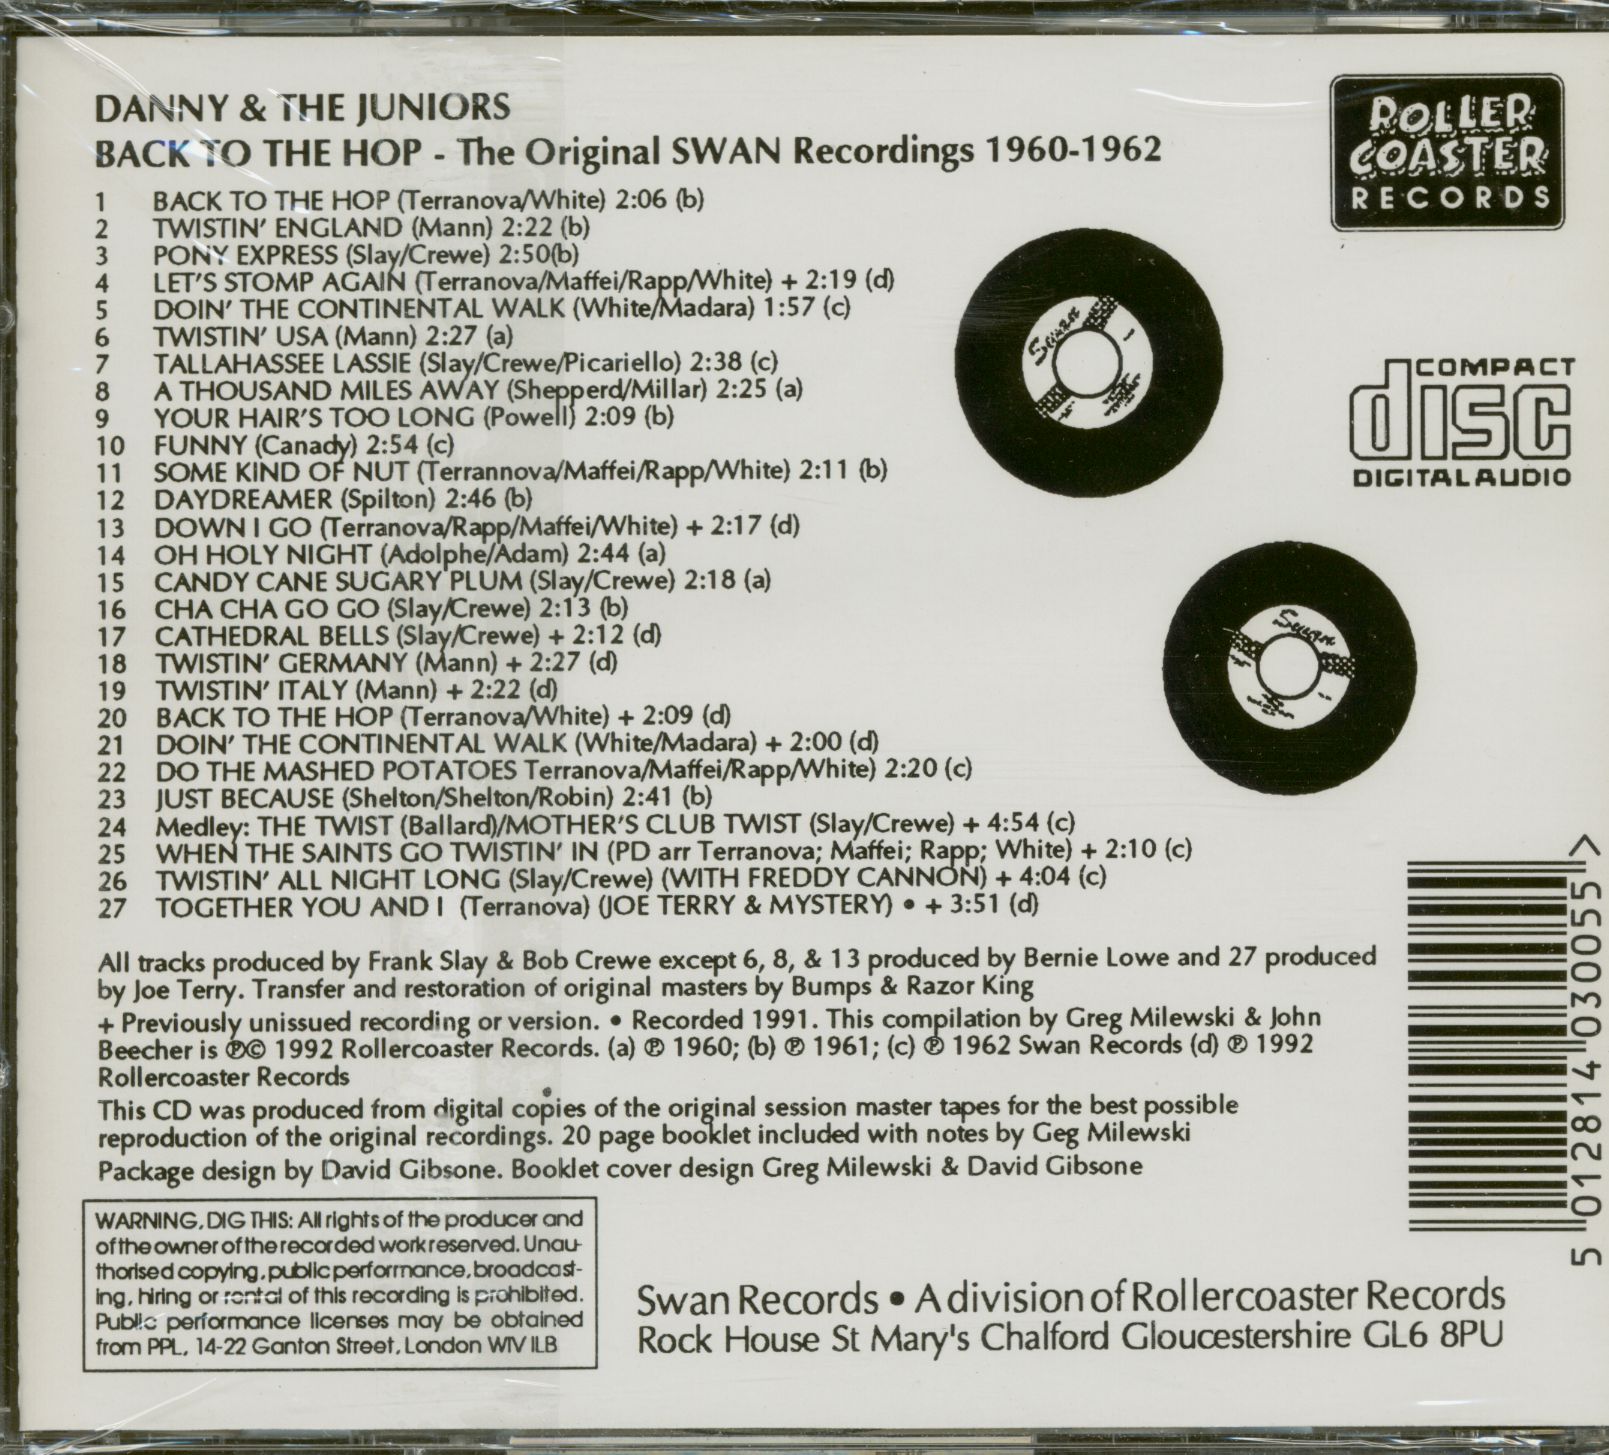 DANNY & THE JUNIORS
BACK TO THE HOP - The Original SWAN Recordings 1960-1962
ROLLER
COASTER
RECORDS
1 BACK TO THE HOP (Terranova/White) 2:06 (b)
2 TWISTIN' ENGLAND (Mann) 2:22 (b)
3 PONY EXPRESS (Slay/Crewe) 2:50(b)
4 LET'S STOMP AGAIN (Terranova/Maffei/Rapp/White) + 2:19 (d)
5 DOIN' THE CONTINENTAL WALK (White/Madara) 1:57 (c)
6 TWISTIN' USA (Mann) 2:27 (a)
7 TALLAHASSEE LASSIE (Slay/Crewe/Picariello) 2:38 (c)
8 A THOUSAND MILES AWAY (Shepperd/Millar) 2:25 (a)
9 YOUR HAIR'S TOO LONG (Powell) 2:09 (b)
10 FUNNY (Canady) 2:54 (c)
11 SOME KIND OF NUT (Terrannova/Maffei/Rapp/White) 2:11 (b)
12 DAYDREAMER (Spilton) 2:46 (b)
13 DOWN I GO (Terranova/Rapp/Maffei/White) + 2:17 (d)
14 OH HOLY NIGHT (Adolphe/Adam) 2:44 (a)
15 CANDY CANE SUGARY PLUM (Slay/Crewe) 2:18 (a)
16 CHA CHA GO GO (Slay/Crewe) 2:13 (b)
17 CATHEDRAL BELLS (Slay/Crewe) + 2:12 (d)
18 TWISTIN' GERMANY (Mann) + 2:27 (d)
19 TWISTIN' ITALY (Mann) + 2:22 (d)
20 BACK TO THE HOP (Terranova/White) + 2:09 (d)
21 DOIN' THE CONTINENTAL WALK (White/Madara) + 2:00 (d)
22 DO THE MASHED POTATOES Terranova/Maffei/Rapp/White) 2:20 (c)
23 JUST BECAUSE (Shelton/Shelton/Robin) 2:41 (b)
24 Medley: THE TWIST (Ballard)/MOTHER'S CLUB TWIST (Slay/Crewe) + 4:54 (c)
25 WHEN THE SAINTS GO TWISTIN' IN (PD arr Terranova; Maffei; Rapp; White) + 2:10 (c)
26 TWISTIN' ALL NIGHT LONG (Slay/Crewe) (WITH FREDDY CANNON) + 4:04 (c)
27 TOGETHER YOU AND I (Terranova) (JOE TERRY & MYSTERY) • + 3:51 (d)
Swan
COMPACT
disc
DIGITAL AUDIO
Swan
All tracks produced by Frank Slay & Bob Crewe except 6, 8, & 13 produced by Bernie Lowe and 27 produced
by Joe Terry. Transfer and restoration of original masters by Bumps & Razor King
+ Previously unissued recording or version. • Recorded 1991. This compilation by Greg Milewski & John
Beecher is ℗© 1992 Rollercoaster Records. (a) ℗ 1960; (b) ℗ 1961; (c) ℗ 1962 Swan Records (d) ℗ 1992
Rollercoaster Records
This CD was produced from digital copies of the original session master tapes for the best possible
reproduction of the original recordings. 20 page booklet included with notes by Geg Milewski
Package design by David Gibsone. Booklet cover design Greg Milewski & David Gibsone
5 012814 030055 >
WARNING, DIG THIS: All rights of the producer and
of the owner of the recorded work reserved. Unau-
thorised copying, public performance, broadcast-
ing, hiring or rental of this recording is prohibited.
Public performance licenses may be obtained
from PPL, 14-22 Ganton Street, London WIV ILB
Swan Records • A division of Rollercoaster Records
Rock House St Mary's Chalford Gloucestershire GL6 8PU